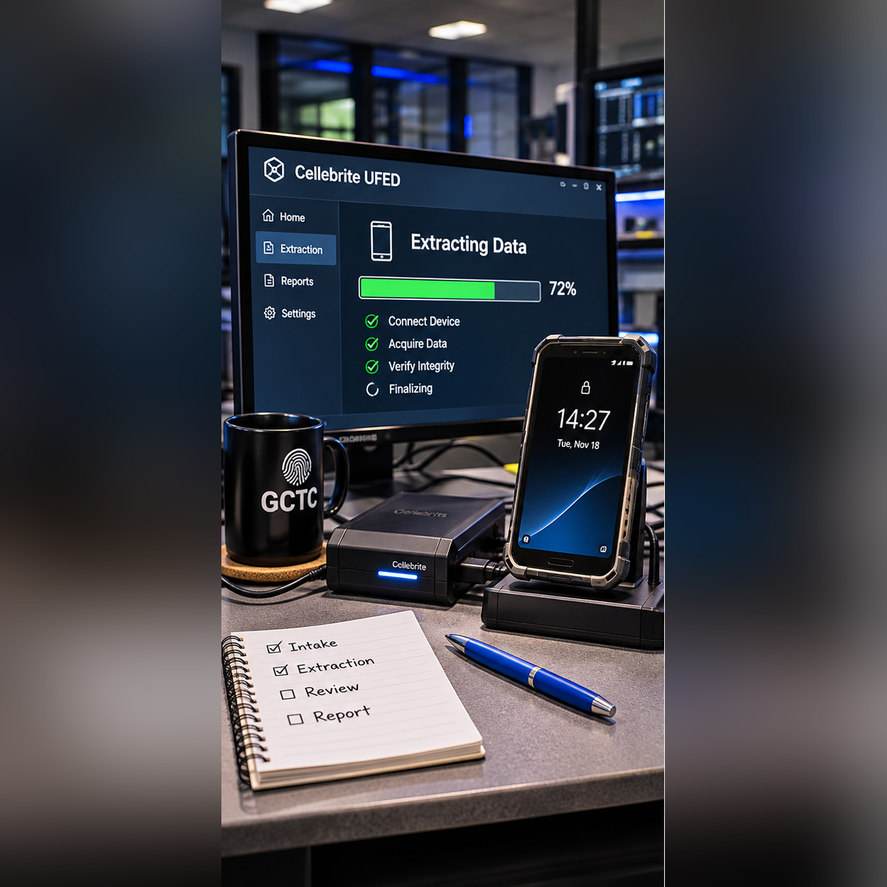 Cellebrite UFED
Home
Extraction
Reports
Settings
Extracting Data
72%
Connect Device
Acquire Data
Verify Integrity
Finalizing
14:27
Tue, Nov 18
GCTC
Cellebrite
Cellebrite
Intake
Extraction
Review
Report